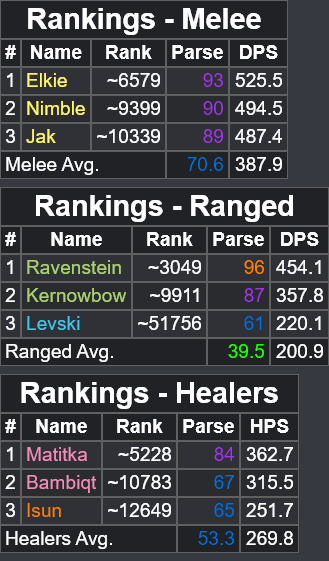 Rankings - Melee
# Name Rank Parse DPS
1 Elkie ~6579 93 525.5
2 Nimble ~9399 90 494.5
3 Jak ~10339 89 487.4
Melee Avg. 70.6 387.9
Rankings - Ranged
# Name Rank Parse DPS
1 Ravenstein ~3049 96 454.1
2 Kernowbow ~9911 87 357.8
3 Levski ~51756 61 220.1
Ranged Avg. 39.5 200.9
Rankings - Healers
# Name Rank Parse HPS
1 Matitka ~5228 84 362.7
2 Bambiqt ~10783 67 315.5
3 Isun ~12649 65 251.7
Healers Avg. 53.3 269.8